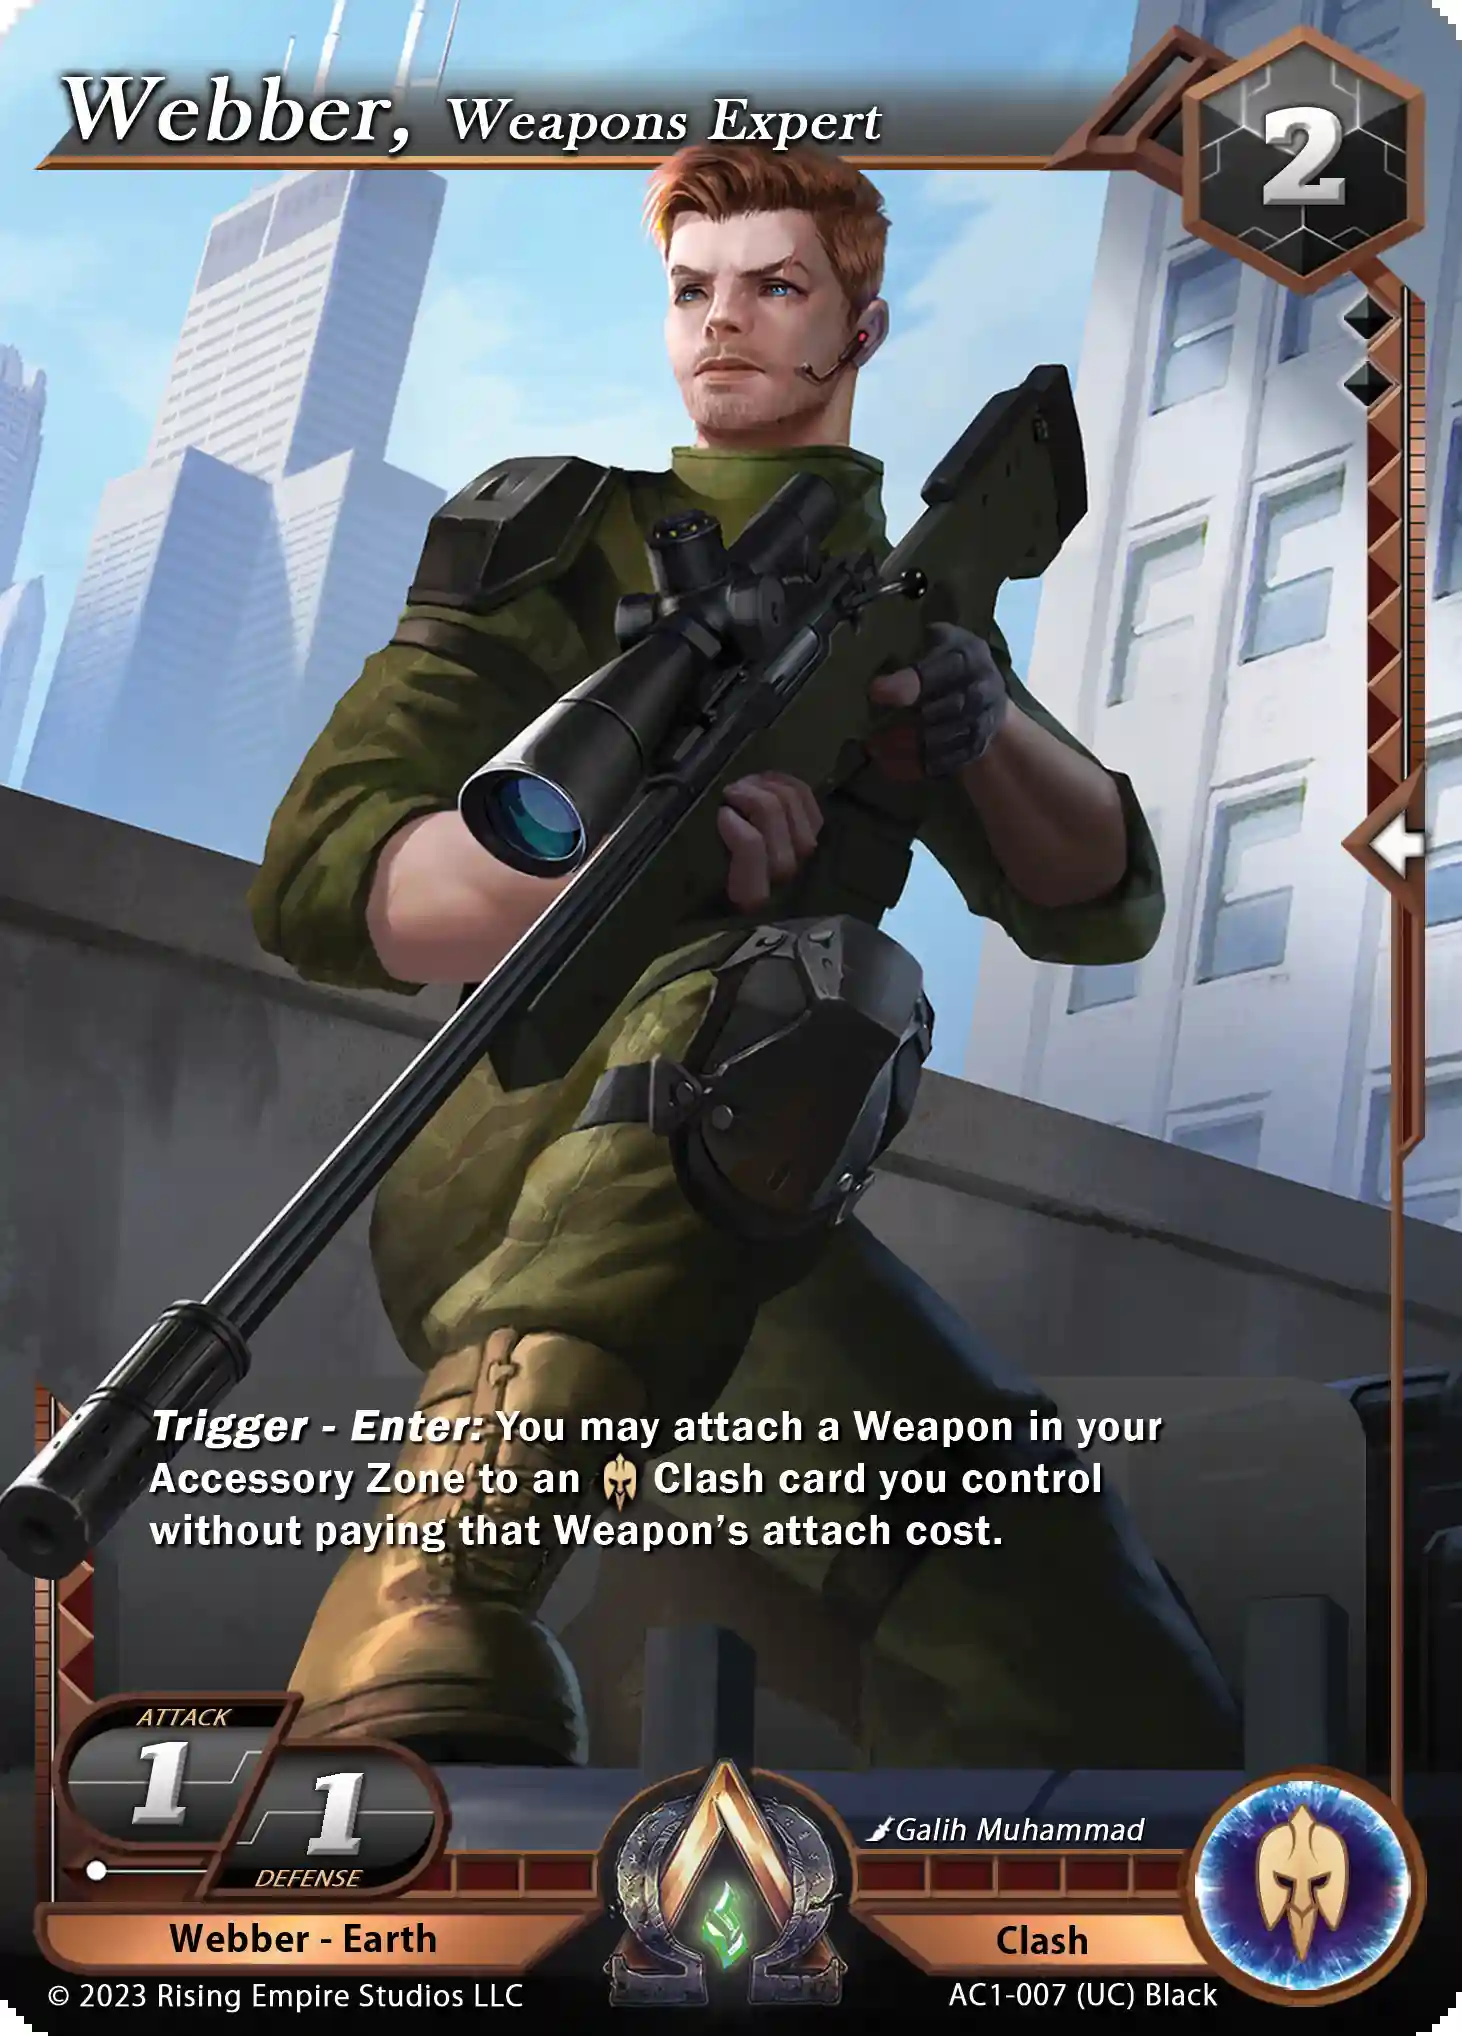 Webber, Weapons Expert
2
Trigger - Enter: You may attach a Weapon in your
Accessory Zone to an Clash card you control
without paying that Weapon's attach cost.
ATTACK
1
1
DEFENSE
Galih Muhammad
Webber - Earth
Clash
© 2023 Rising Empire Studios LLC
AC1-007 (UC) Black